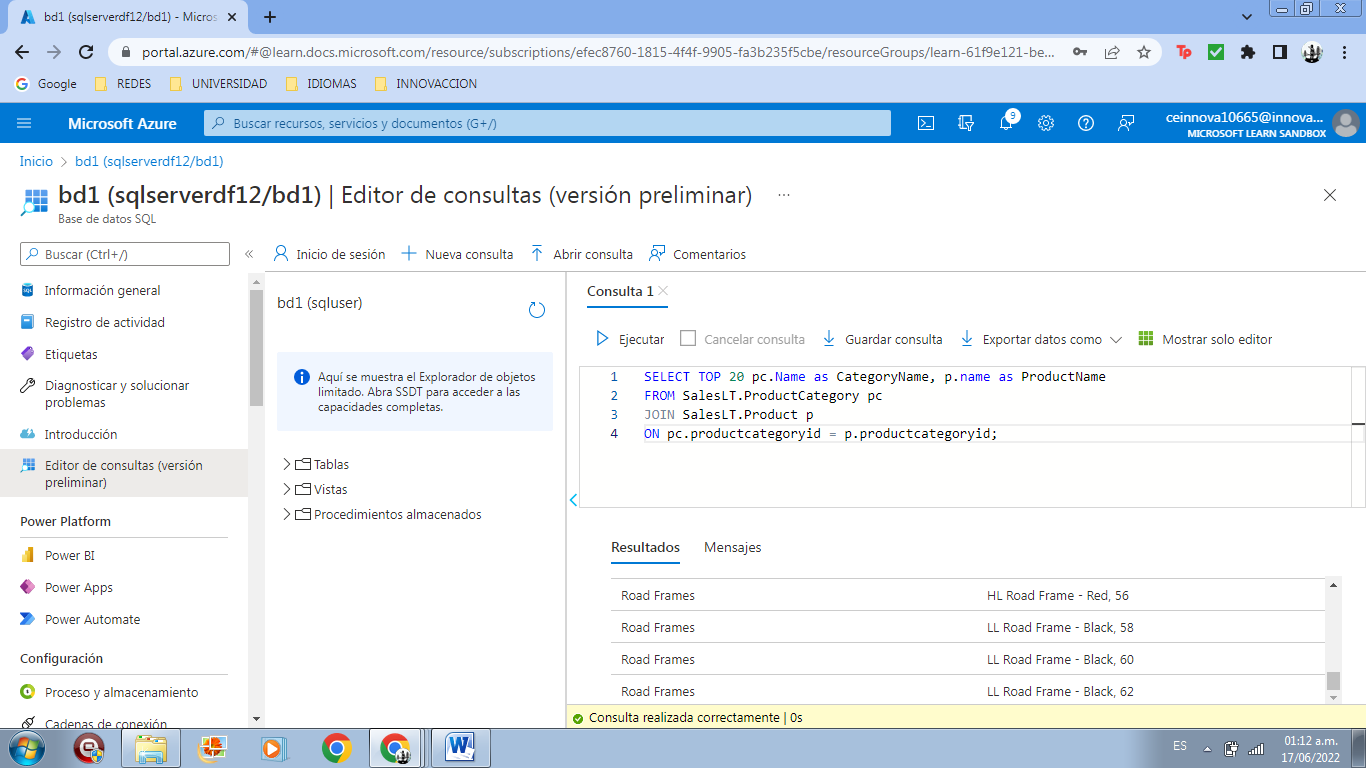 bd1 (sqlserverdf12/bd1) - Micros
portal.azure.com/#@learn.docs.microsoft.com/resource/subscriptions/efec8760-1815-4f4f-9905-fa3b235f5cbe/resourceGroups/learn-61f9e121-be...
Google REDES UNIVERSIDAD IDIOMAS INNOVACCION
Microsoft Azure
Buscar recursos, servicios y documentos (G+/)
9
ceinnova10665@innova...
MICROSOFT LEARN SANDBOX
Inicio > bd1 (sqlserverdf12/bd1)
bd1 (sqlserverdf12/bd1) | Editor de consultas (versión preliminar) ...
Base de datos SQL
Buscar (Ctrl+/)
«
Información general
Registro de actividad
Etiquetas
Diagnosticar y solucionar
problemas
Introducción
Editor de consultas (versión
preliminar)
Power Platform
Power BI
Power Apps
Power Automate
Configuración
Proceso y almacenamiento
Cadenas de conexión
Inicio de sesión
Nueva consulta
Abrir consulta
Comentarios
bd1 (sqluser)
Aquí se muestra el Explorador de objetos
limitado. Abra SSDT para acceder a las
capacidades completas.
Tablas
Vistas
Procedimientos almacenados
Consulta 1
Ejecutar
Cancelar consulta
Guardar consulta
Exportar datos como
Mostrar solo editor
1 SELECT TOP 20 pc.Name as CategoryName, p.name as ProductName
2 FROM SalesLT.ProductCategory pc
3 JOIN SalesLT.Product p
4 ON pc.productcategoryid = p.productcategoryid;
Resultados Mensajes
Road Frames HL Road Frame - Red, 56
Road Frames LL Road Frame - Black, 58
Road Frames LL Road Frame - Black, 60
Road Frames LL Road Frame - Black, 62
Consulta realizada correctamente | 0s
ES
01:12 a.m.
17/06/2022